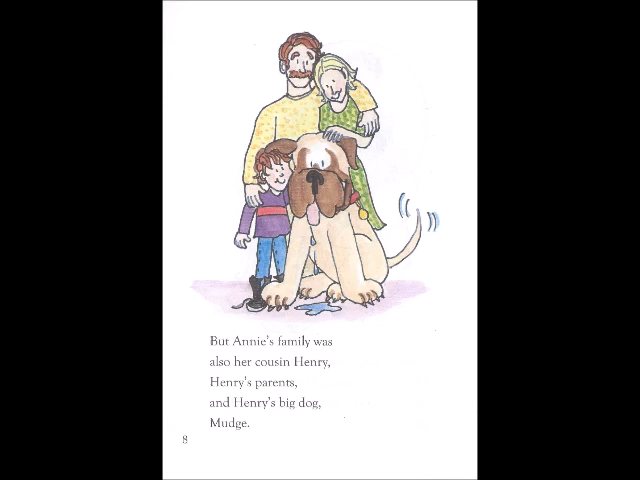 But Annie's family was
also her cousin Henry,
Henry's parents,
and Henry's big dog,
Mudge.
8